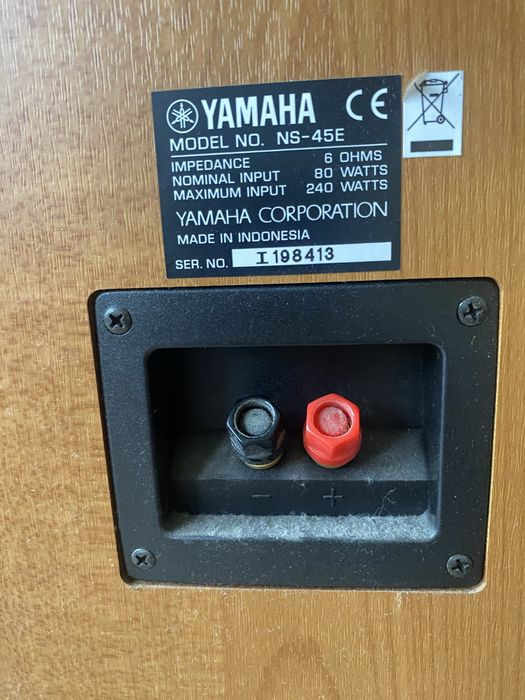 YAMAHA CE
MODEL NO. NS-45E
IMPEDANCE 6 OHMS
NOMINAL INPUT 80 WATTS
MAXIMUM INPUT 240 WATTS
YAMAHA CORPORATION
MADE IN INDONESIA
SER. NO. I198413
− +